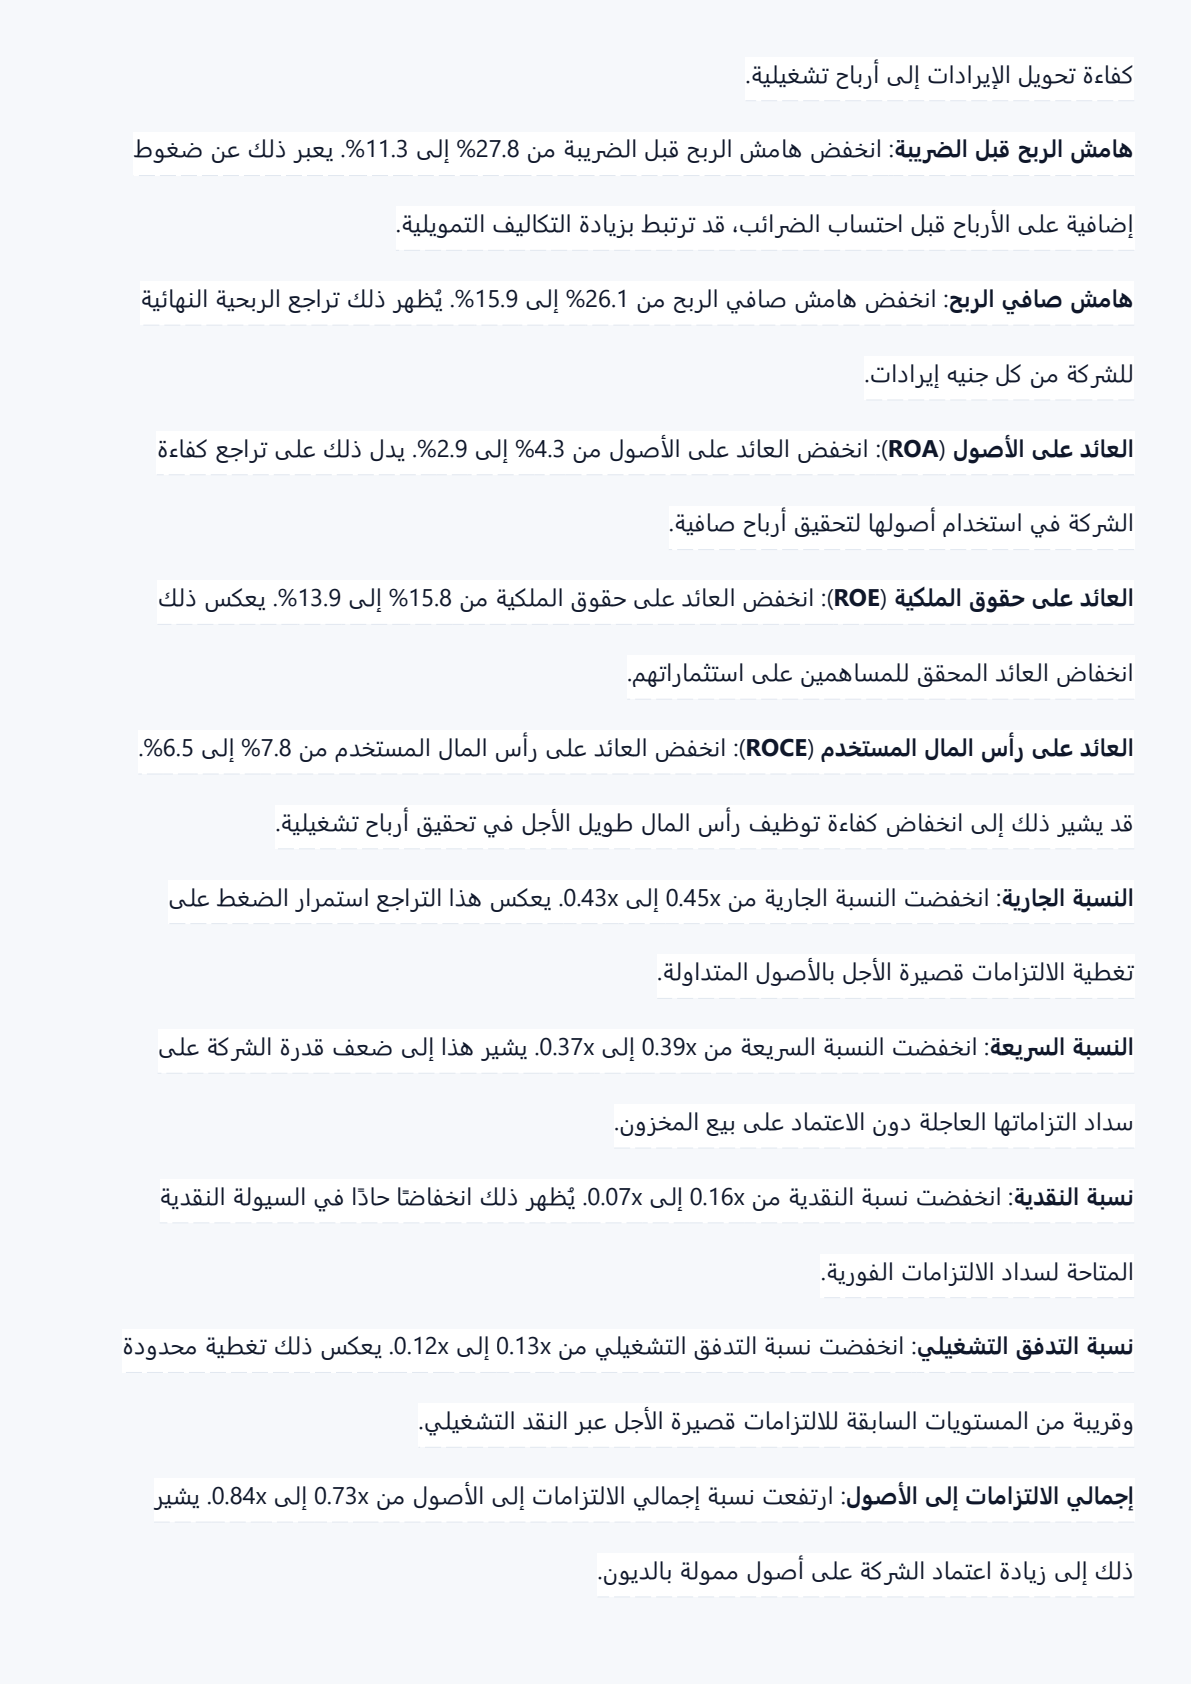 كفاءة تحويل الإيرادات إلى أرباح تشغيلية.
هامش الربح قبل الضريبة: انخفض هامش الربح قبل الضريبة من 27.8% إلى 11.3%. يعبر ذلك عن ضغوط
إضافية على الأرباح قبل احتساب الضرائب، قد ترتبط بزيادة التكاليف التمويلية.
هامش صافي الربح: انخفض هامش صافي الربح من 26.1% إلى 15.9%. يُظهر ذلك تراجع الربحية النهائية
للشركة من كل جنيه إيرادات.
العائد على الأصول (ROA): انخفض العائد على الأصول من 4.3% إلى 2.9%. يدل ذلك على تراجع كفاءة
الشركة في استخدام أصولها لتحقيق أرباح صافية.
العائد على حقوق الملكية (ROE): انخفض العائد على حقوق الملكية من 15.8% إلى 13.9%. يعكس ذلك
انخفاض العائد المحقق للمساهمين على استثماراتهم.
العائد على رأس المال المستخدم (ROCE): انخفض العائد على رأس المال المستخدم من 7.8% إلى 6.5%.
قد يشير ذلك إلى انخفاض كفاءة توظيف رأس المال طويل الأجل في تحقيق أرباح تشغيلية.
النسبة الجارية: انخفضت النسبة الجارية من 0.45x إلى 0.43x. يعكس هذا التراجع استمرار الضغط على
تغطية الالتزامات قصيرة الأجل بالأصول المتداولة.
النسبة السريعة: انخفضت النسبة السريعة من 0.39x إلى 0.37x. يشير هذا إلى ضعف قدرة الشركة على
سداد التزاماتها العاجلة دون الاعتماد على بيع المخزون.
نسبة النقدية: انخفضت نسبة النقدية من 0.16x إلى 0.07x. يُظهر ذلك انخفاضًا حادًا في السيولة النقدية
المتاحة لسداد الالتزامات الفورية.
نسبة التدفق التشغيلي: انخفضت نسبة التدفق التشغيلي من 0.13x إلى 0.12x. يعكس ذلك تغطية محدودة
وقريبة من المستويات السابقة للالتزامات قصيرة الأجل عبر النقد التشغيلي.
إجمالي الالتزامات إلى الأصول: ارتفعت نسبة إجمالي الالتزامات إلى الأصول من 0.73x إلى 0.84x. يشير
ذلك إلى زيادة اعتماد الشركة على أصول ممولة بالديون.